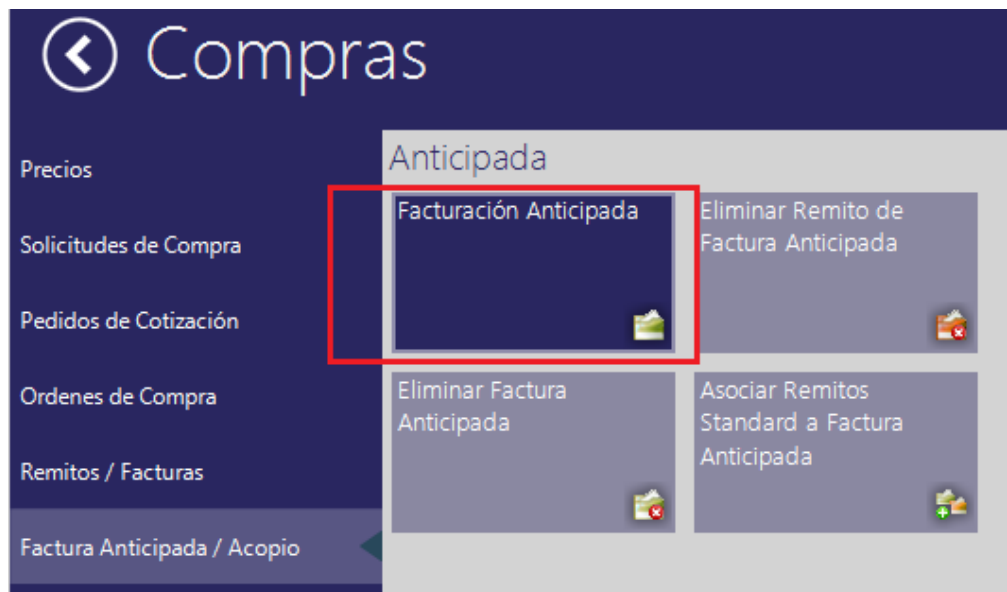 Compras
Precios
Solicitudes de Compra
Pedidos de Cotización
Ordenes de Compra
Remitos / Facturas
Factura Anticipada / Acopio
Anticipada
Facturación Anticipada
Eliminar Remito de
Factura Anticipada
Eliminar Factura
Anticipada
Asociar Remitos
Standard a Factura
Anticipada